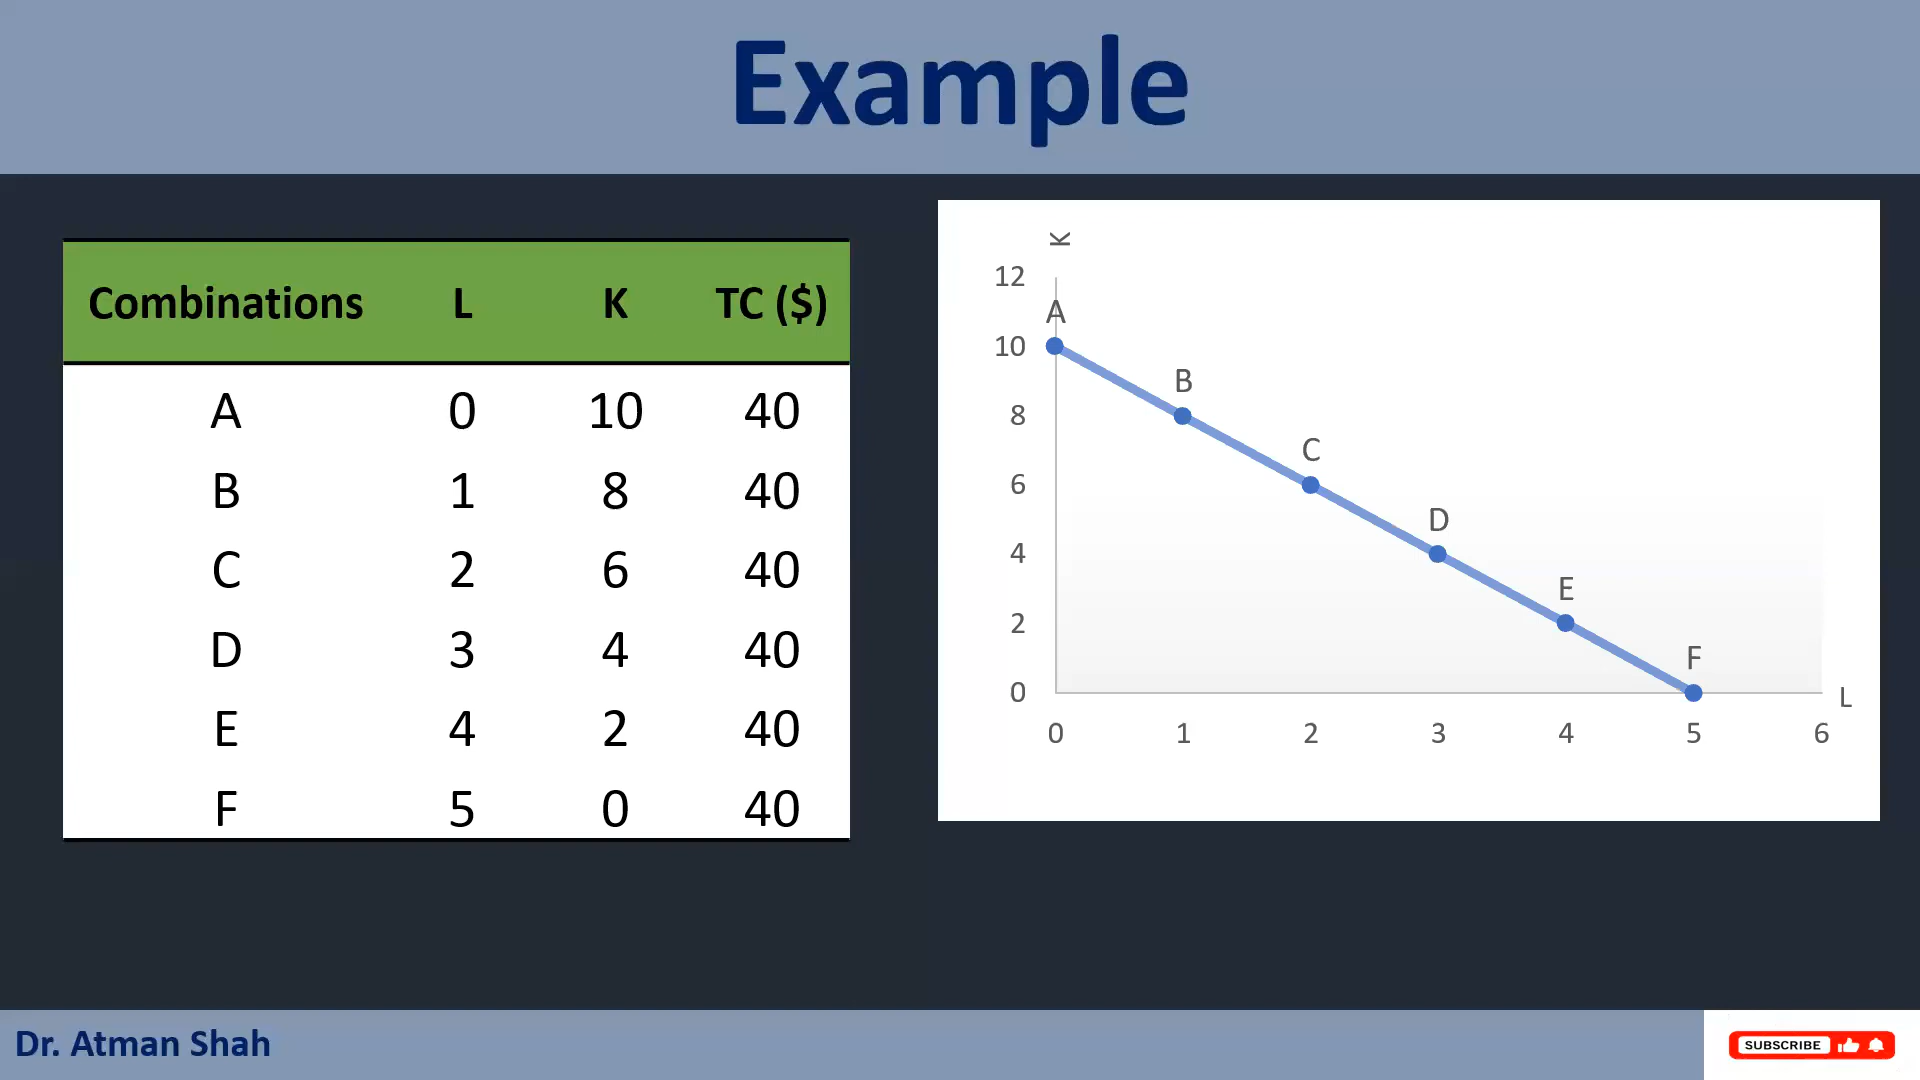 Example
Combinations L K TC ($)
A 0 10 40
B 1 8 40
C 2 6 40
D 3 4 40
E 4 2 40
F 5 0 40
K
12
A
10
B
8
C
6
D
4
E
2
F
0
L
0 1 2 3 4 5 6
Dr. Atman Shah
SUBSCRIBE